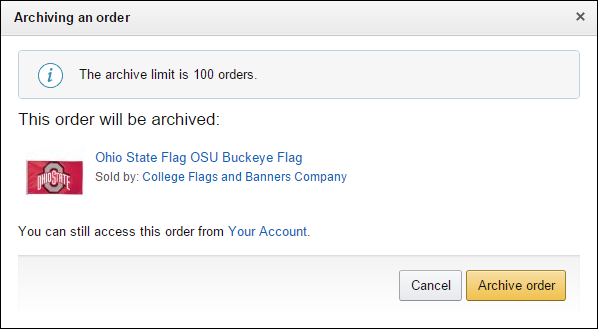 Archiving an order
×
i
The archive limit is 100 orders.
This order will be archived:
OHIO STATE
Ohio State Flag OSU Buckeye Flag
Sold by: College Flags and Banners Company
You can still access this order from Your Account.
Cancel
Archive order